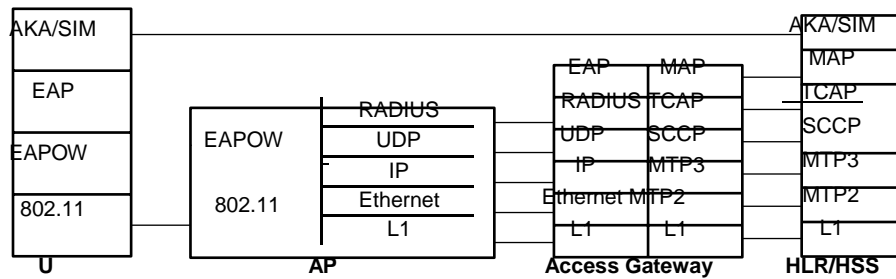 AKA/SIM
EAP
EAPOW
802.11
U
EAPOW
802.11
RADIUS
UDP
IP
Ethernet
L1
AP
EAP MAP
RADIUS TCAP
UDP SCCP
IP MTP3
Ethernet MTP2
L1 L1
Access Gateway
AKA/SIM
MAP
TCAP
SCCP
MTP3
MTP2
L1
HLR/HSS